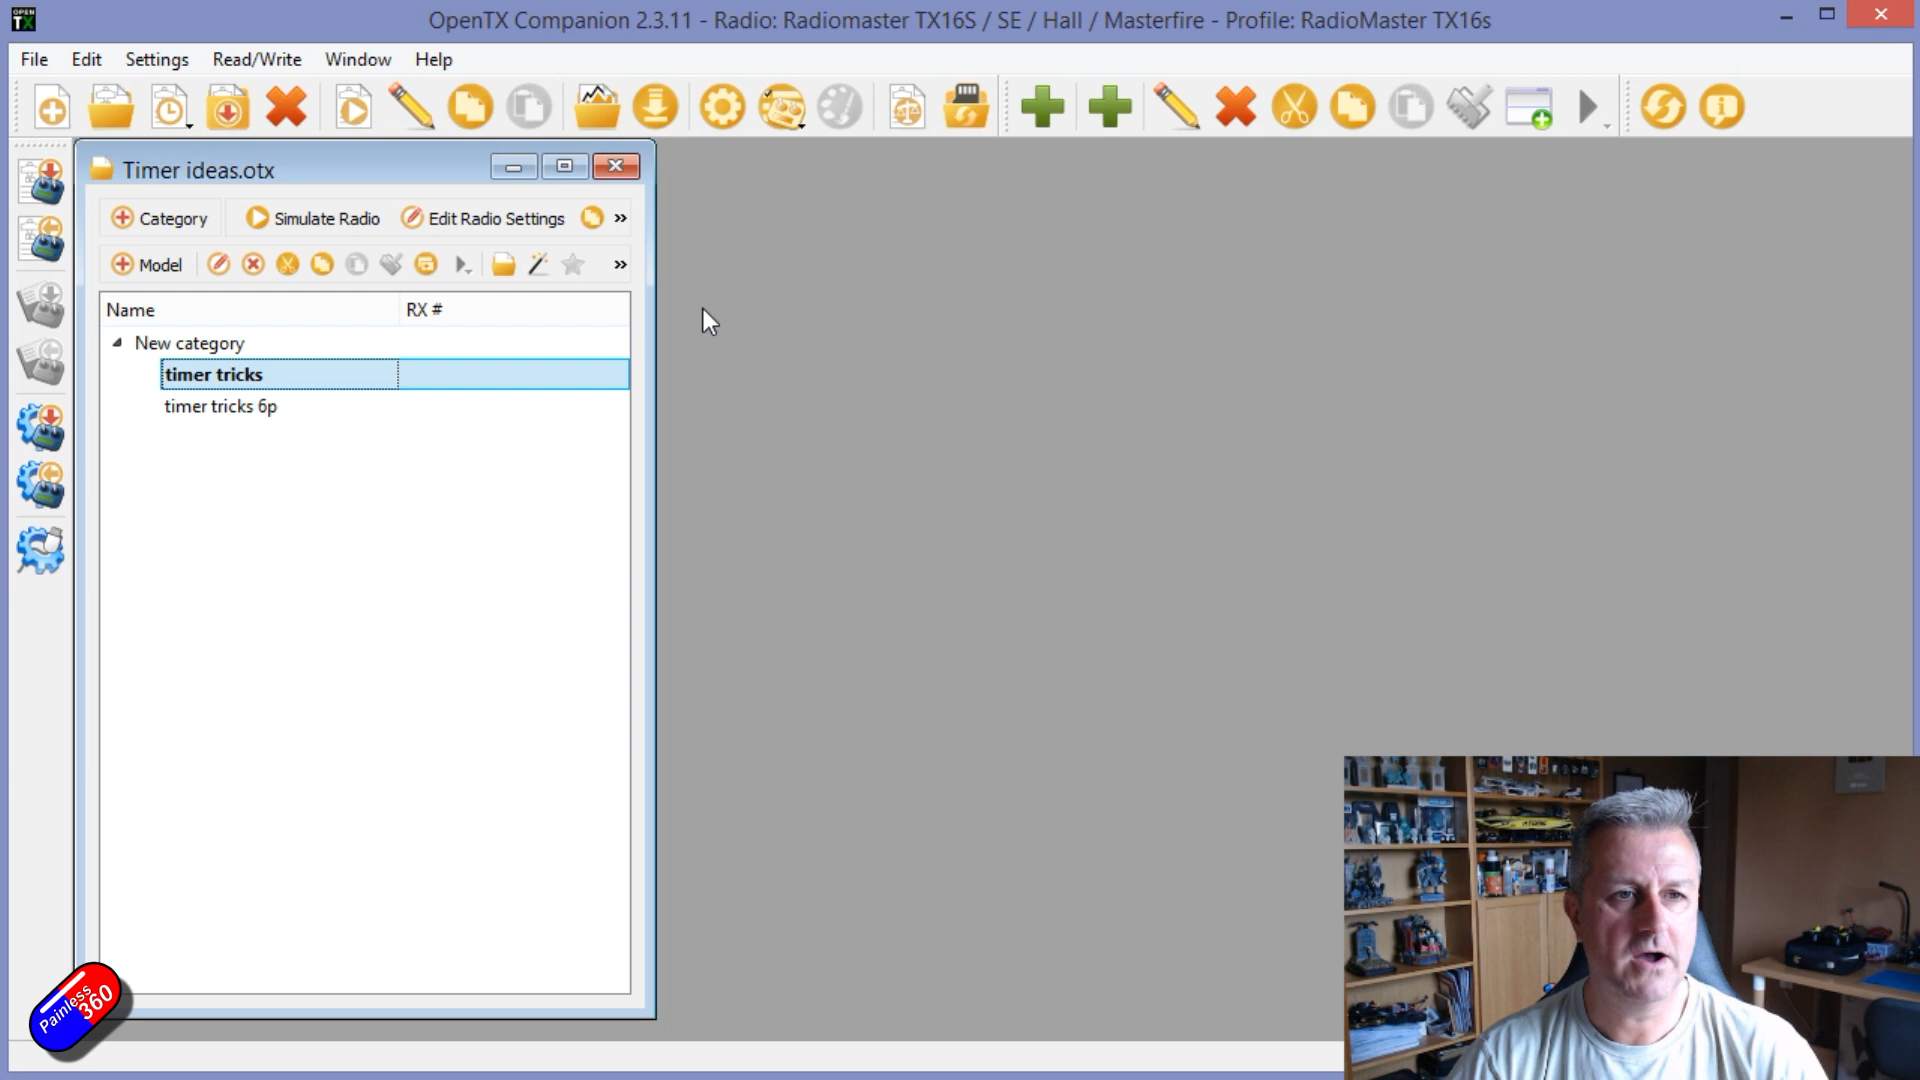 OPEN
TX
OpenTX Companion 2.3.11 - Radio: Radiomaster TX16S / SE / Hall / Masterfire - Profile: RadioMaster TX16s
File Edit Settings Read/Write Window Help
Timer ideas.otx
Category Simulate Radio Edit Radio Settings »
Model »
Name RX #
New category
timer tricks
timer tricks 6p
Painless
360